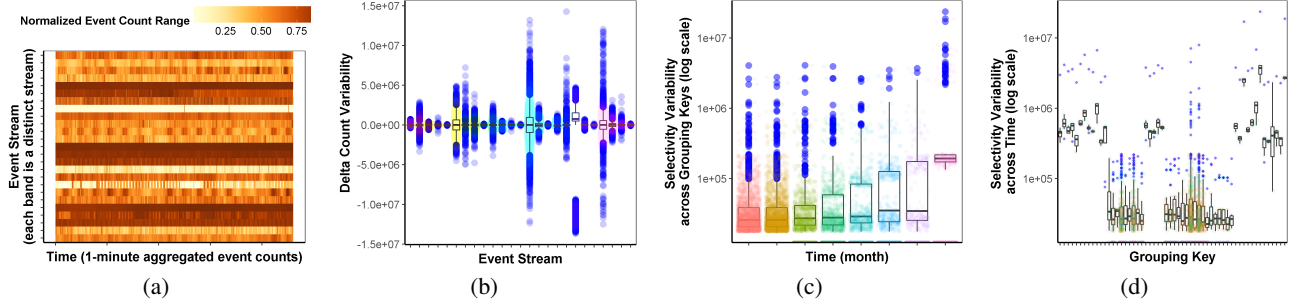 Normalized Event Count Range
0.25 0.50 0.75
Event Stream
(each band is a distinct stream)
Time (1-minute aggregated event counts)
(a)
Delta Count Variability
1.5e+07
1.0e+07
5.0e+06
0.0e+00
-5.0e+06
-1.0e+07
-1.5e+07
Event Stream
(b)
Selectivity Variability
across Grouping Keys (log scale)
1e+07
1e+06
1e+05
Time (month)
(c)
Selectivity Variability
across Time (log scale)
1e+07
1e+06
1e+05
Grouping Key
(d)